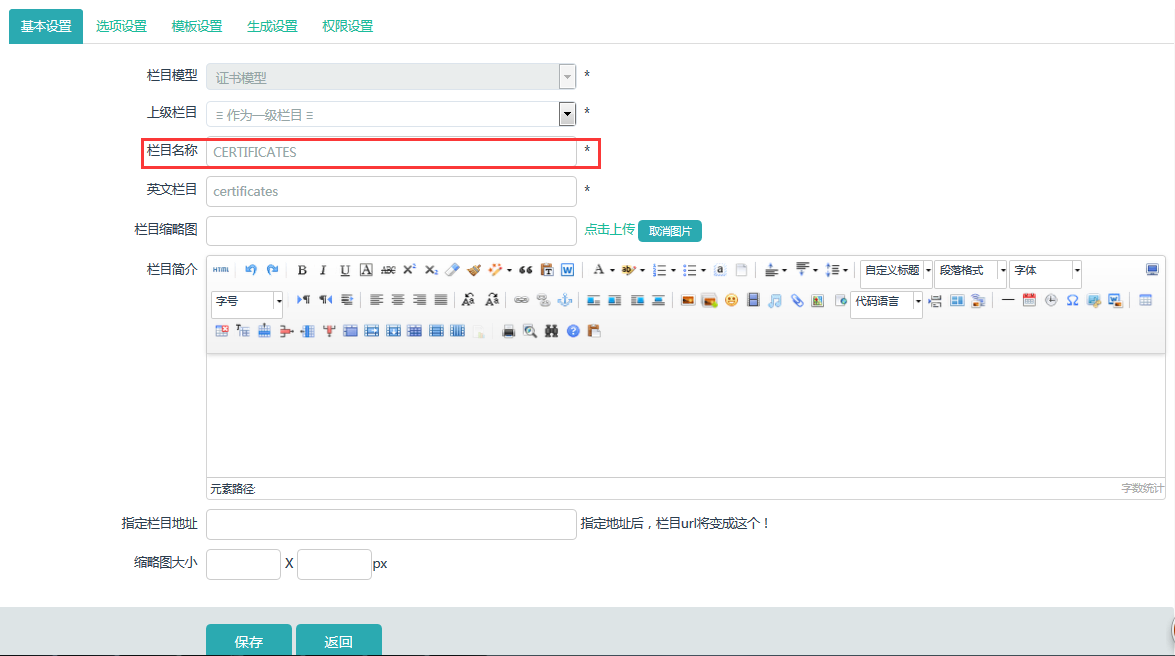 基本设置 选项设置 模板设置 生成设置 权限设置
栏目模型 证书模型 *
上级栏目 ≡ 作为一级栏目 ≡ *
栏目名称 CERTIFICATES *
英文栏目 certificates *
栏目缩略图 点击上传 取消图片
栏目简介 HTML B I U A ABC X² X₂ T W A ab a 自定义标题 段落格式 字体
字号 代码语言
元素路径: 字数统计
指定栏目地址 指定地址后，栏目url将变成这个！
缩略图大小 X px
保存 返回